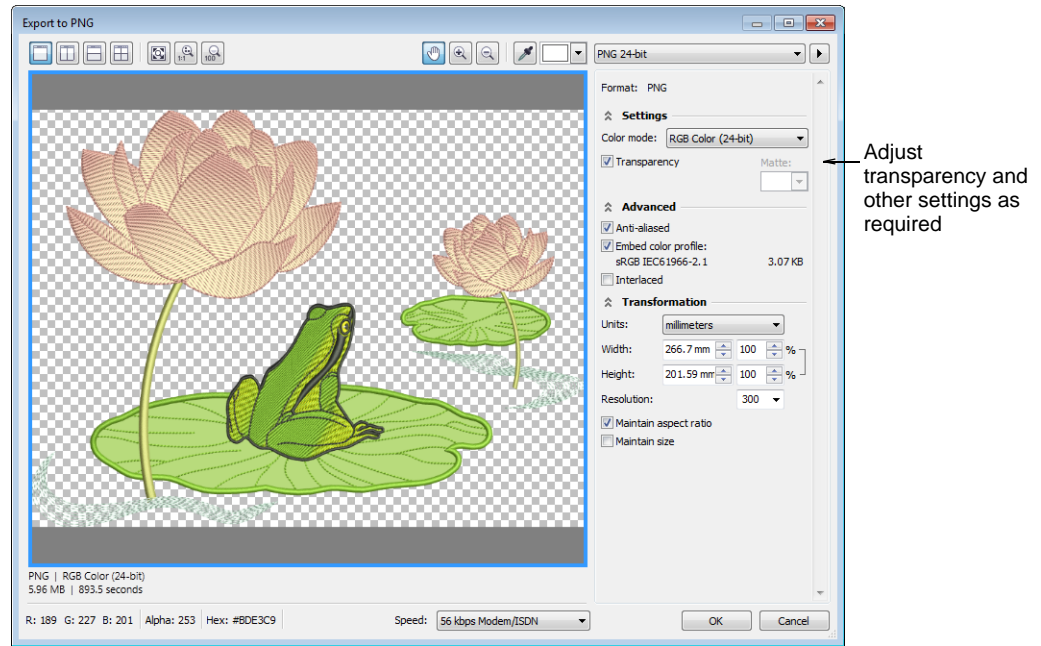 Export to PNG
1:1
100
PNG 24-bit
Format: PNG
Settings
Color mode: RGB Color (24-bit)
Transparency Matte:
Advanced
Anti-aliased
Embed color profile:
sRGB IEC61966-2.1 3.07 KB
Interlaced
Transformation
Units: millimeters
Width: 266.7 mm 100 %
Height: 201.59 mm 100 %
Resolution: 300
Maintain aspect ratio
Maintain size
Adjust
transparency and
other settings as
required
PNG | RGB Color (24-bit)
5.96 MB | 893.5 seconds
R: 189 G: 227 B: 201 Alpha: 253 Hex: #BDE3C9 Speed: 56 kbps Modem/ISDN OK Cancel